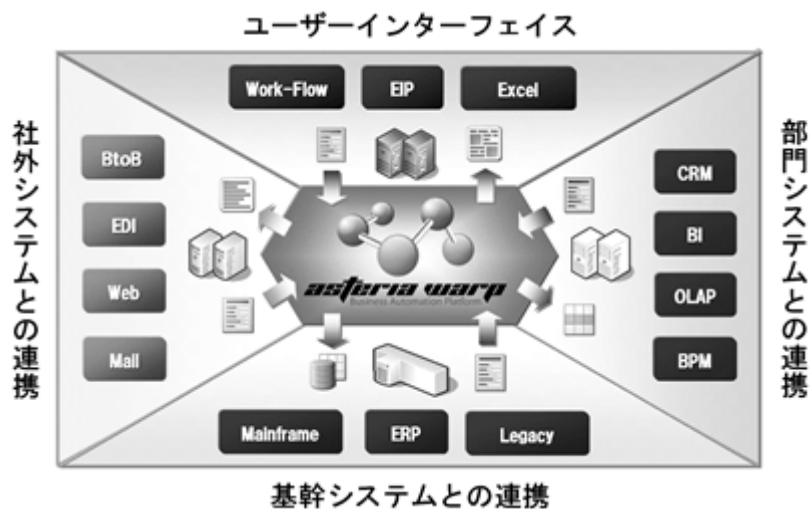 ユーザーインターフェイス
Work-Flow
EIP
Excel
社外システムとの連携
BtoB
EDI
Web
Mail
asteria warp
Business Automation Platform
部門システムとの連携
CRM
BI
OLAP
BPM
Mainframe
ERP
Legacy
基幹システムとの連携